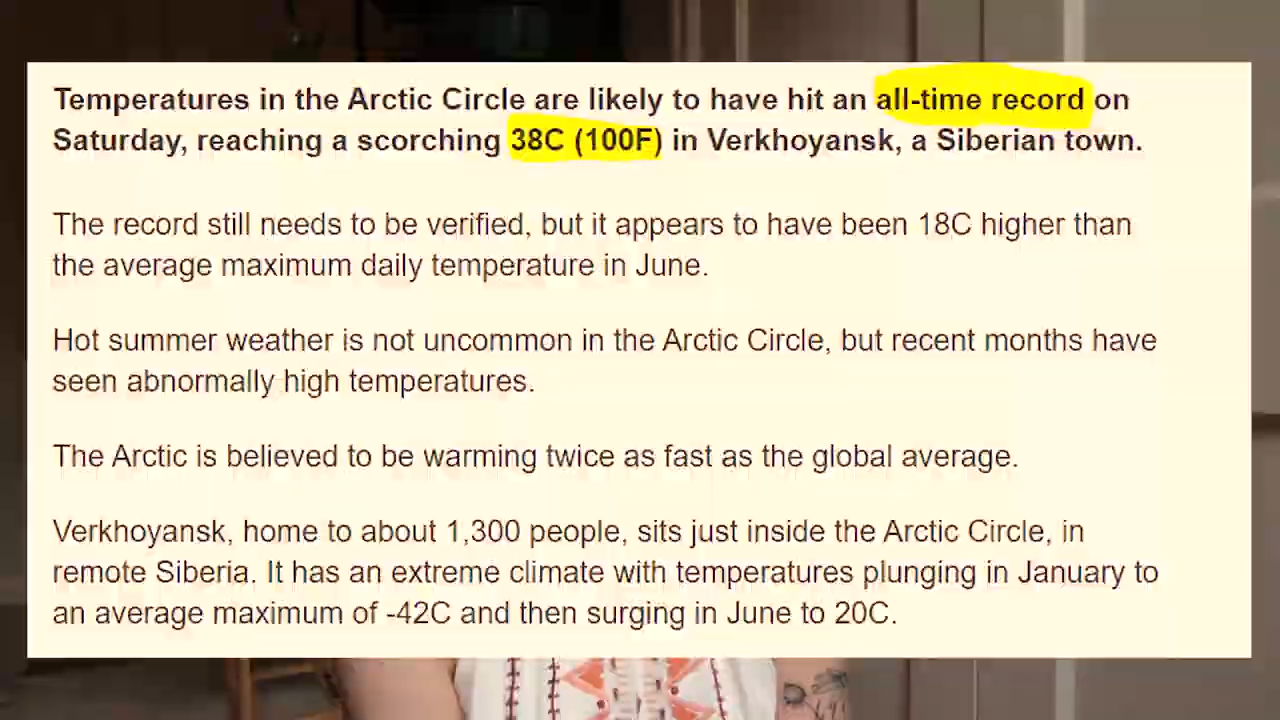 Temperatures in the Arctic Circle are likely to have hit an all-time record on
Saturday, reaching a scorching 38C (100F) in Verkhoyansk, a Siberian town.
The record still needs to be verified, but it appears to have been 18C higher than
the average maximum daily temperature in June.
Hot summer weather is not uncommon in the Arctic Circle, but recent months have
seen abnormally high temperatures.
The Arctic is believed to be warming twice as fast as the global average.
Verkhoyansk, home to about 1,300 people, sits just inside the Arctic Circle, in
remote Siberia. It has an extreme climate with temperatures plunging in January to
an average maximum of -42C and then surging in June to 20C.